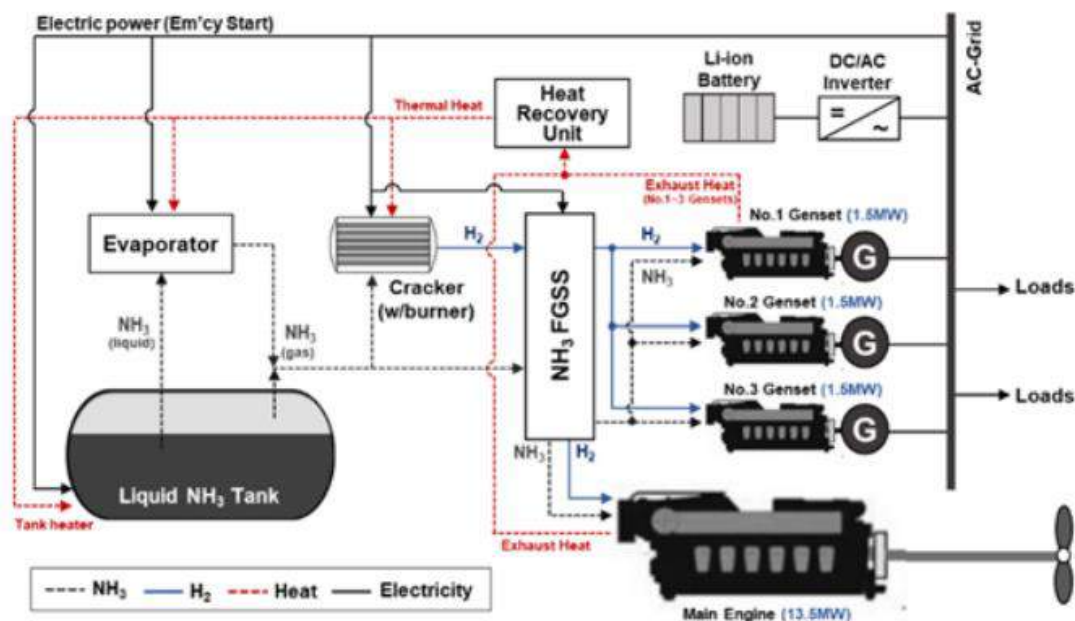 Electric power (Em'cy Start)
AC-Grid
Li-ion
Battery
DC/AC
Inverter
Thermal Heat
Heat
Recovery
Unit
Exhaust Heat
(No.1~3 Gensets)
No.1 Genset (1.5MW)
Evaporator
H₂
H₂
G
Cracker
(w/burner)
NH₃
Loads
NH₃
(liquid)
NH₃
(gas)
NH₃ FGSS
No.2 Genset (1.5MW)
G
No.3 Genset (1.5MW)
Loads
G
NH₃
H₂
Liquid NH₃ Tank
Tank heater
Exhaust Heat
NH₃
H₂
Heat
Electricity
Main Engine (13.5MW)